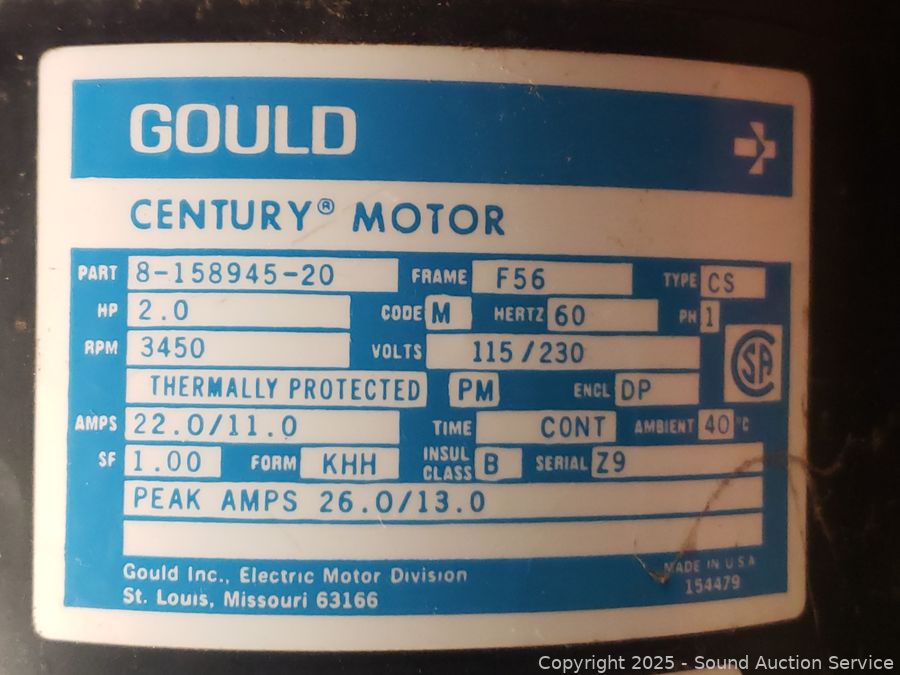 GOULD
CENTURY® MOTOR
PART 8-158945-20 FRAME F56 TYPE CS
HP 2.0 CODE M HERTZ 60 PH 1
RPM 3450 VOLTS 115/230
CSA
THERMALLY PROTECTED PM ENCL DP
AMPS 22.0/11.0 TIME CONT AMBIENT 40 °C
SF 1.00 FORM KHH INSUL CLASS B SERIAL Z9
PEAK AMPS 26.0/13.0
Gould Inc., Electric Motor Division
St. Louis, Missouri 63166
MADE IN U S A
154479
Copyright 2025 - Sound Auction Service